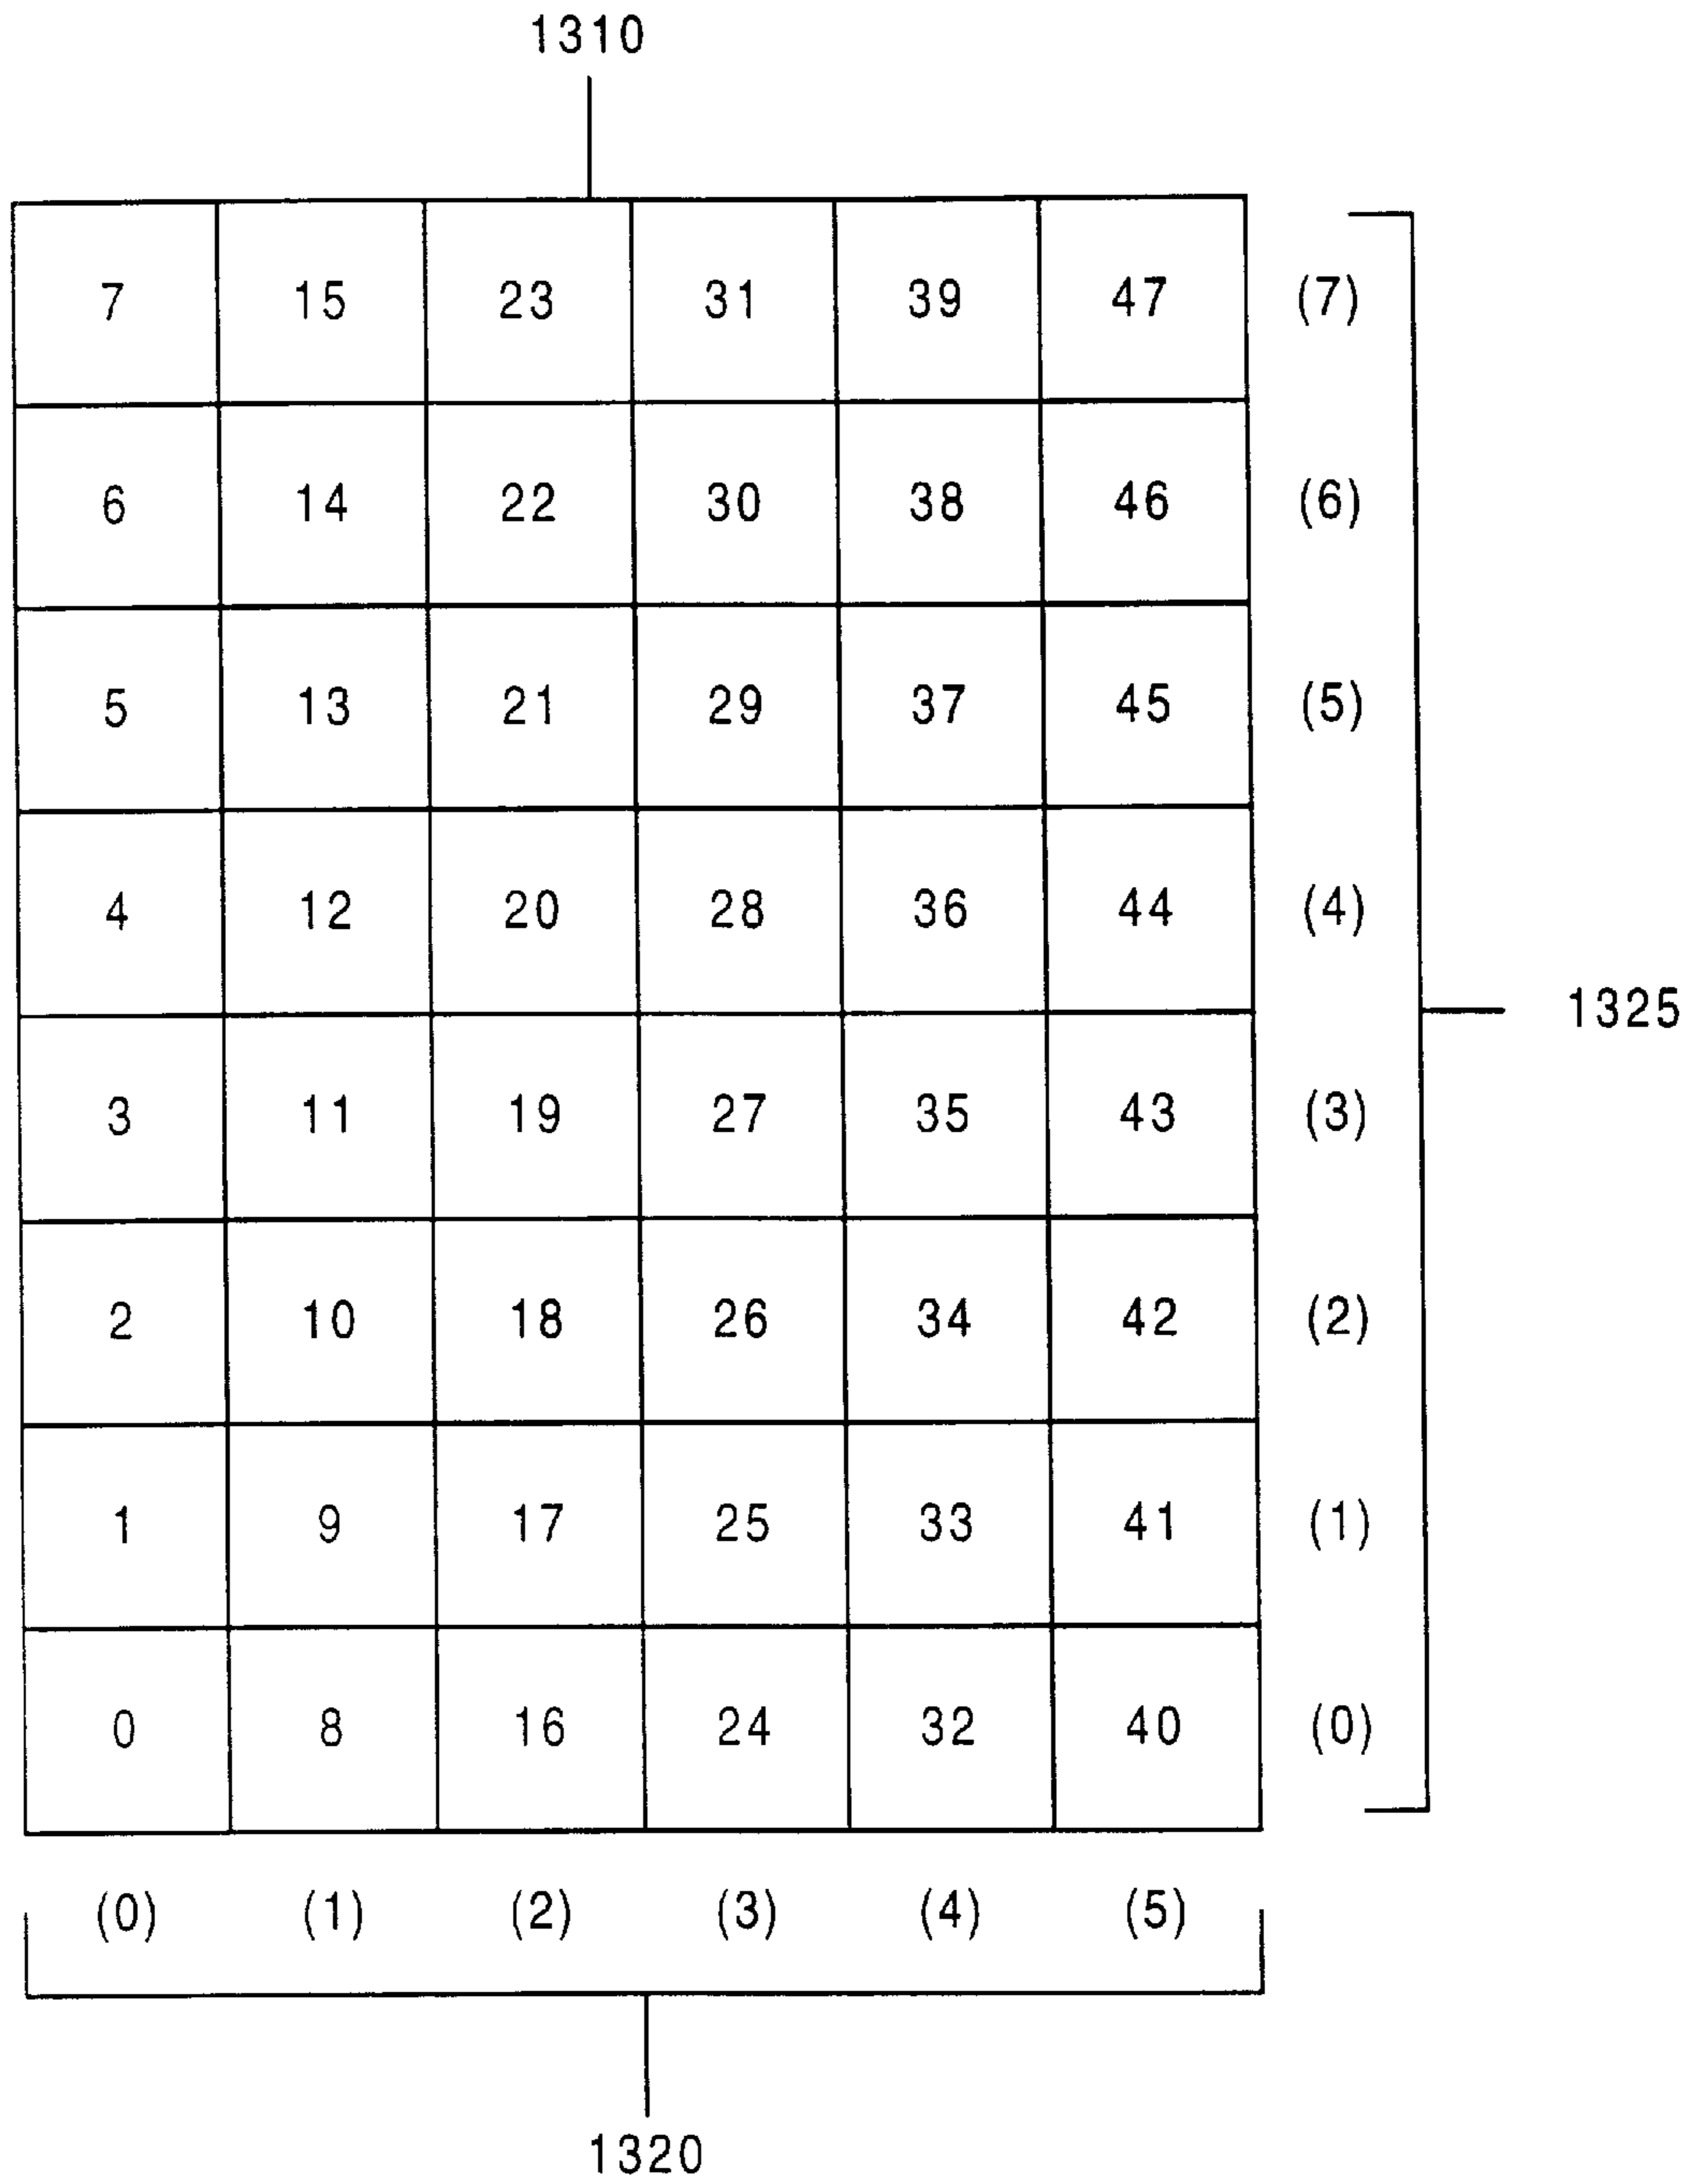 1310
7 15 23 31 39 47 (7)
6 14 22 30 38 46 (6)
5 13 21 29 37 45 (5)
4 12 20 28 36 44 (4)
1325
3 11 19 27 35 43 (3)
2 10 18 26 34 42 (2)
1 9 17 25 33 41 (1)
0 8 16 24 32 40 (0)
(0) (1) (2) (3) (4) (5)
1320